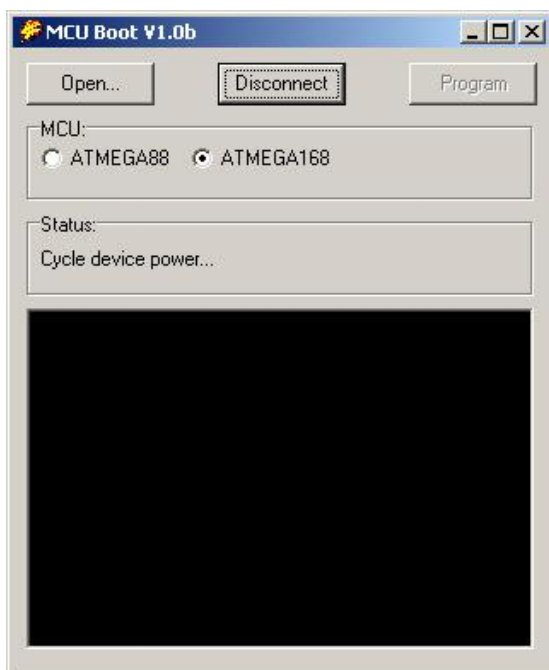 MCU Boot V1.0b
Open... Disconnect Program
MCU:
ATMEGA88 ATMEGA168
Status:
Cycle device power...